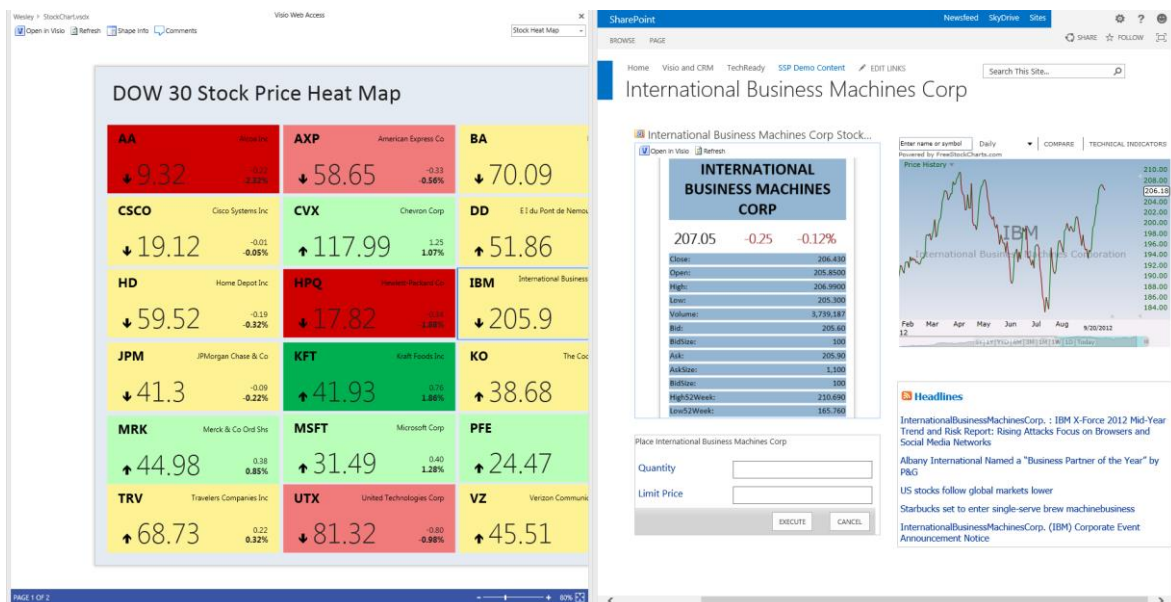 Wesley › StockChart.vsdx
Visio Web Access
Open in Visio Refresh Shape Info Comments
Stock Heat Map
DOW 30 Stock Price Heat Map
AA
Alcoa Inc
9.32
AXP
American Express Co
58.65
-0.33
-0.56%
BA
70.09
CSCO
Cisco Systems Inc
19.12
-0.01
-0.05%
CVX
Chevron Corp
117.99
1.25
1.07%
DD
E I du Pont de Nemou
51.86
HD
Home Depot Inc
59.52
-0.19
-0.32%
HPQ
Hewlett Packard Co
17.82
IBM
International Business
205.9
JPM
JPMorgan Chase & Co
41.3
-0.09
-0.22%
KFT
Kraft Foods Inc
41.93
0.76
1.86%
KO
The Coc
38.68
MRK
Merck & Co Ord Shs
44.98
0.38
0.85%
MSFT
Microsoft Corp
31.49
0.40
1.28%
PFE
24.47
TRV
Travelers Companies Inc
68.73
0.22
0.32%
UTX
United Technologies Corp
81.32
-0.80
-0.98%
VZ
Verizon Communic
45.51
PAGE 1 OF 2
60%
SharePoint
Newsfeed SkyDrive Sites
BROWSE PAGE
SHARE FOLLOW
Home Visio and CRM TechReady SSP Demo Content EDIT LINKS
Search This Site...
International Business Machines Corp
International Business Machines Corp Stock...
Open in Visio Refresh
INTERNATIONAL
BUSINESS MACHINES
CORP
207.05 -0.25 -0.12%
Close: 206.430
Open: 205.8500
High: 206.9900
Low: 205.300
Volume: 3,739,187
Bid: 205.60
BidSize: 100
Ask: 205.90
AskSize: 1,100
BidSize: 100
High52Week: 210.690
Low52Week: 165.760
Place International Business Machines Corp
Quantity
Limit Price
EXECUTE CANCEL
Enter name or symbol Daily COMPARE TECHNICAL INDICATORS
Powered by FreeStockCharts.com
Price History
IBM
International Business Machines Corporation
210.00
208.00
206.18
204.00
202.00
200.00
198.00
196.00
194.00
192.00
190.00
188.00
186.00
184.00
Feb Mar Apr May Jun Jul Aug 9/20/2012
12
Headlines
InternationalBusinessMachinesCorp. : IBM X-Force 2012 Mid-Year
Trend and Risk Report: Rising Attacks Focus on Browsers and
Social Media Networks
Albany International Named a "Business Partner of the Year" by
P&G
US stocks follow global markets lower
Starbucks set to enter single-serve brew machinebusiness
InternationalBusinessMachinesCorp. (IBM) Corporate Event
Announcement Notice